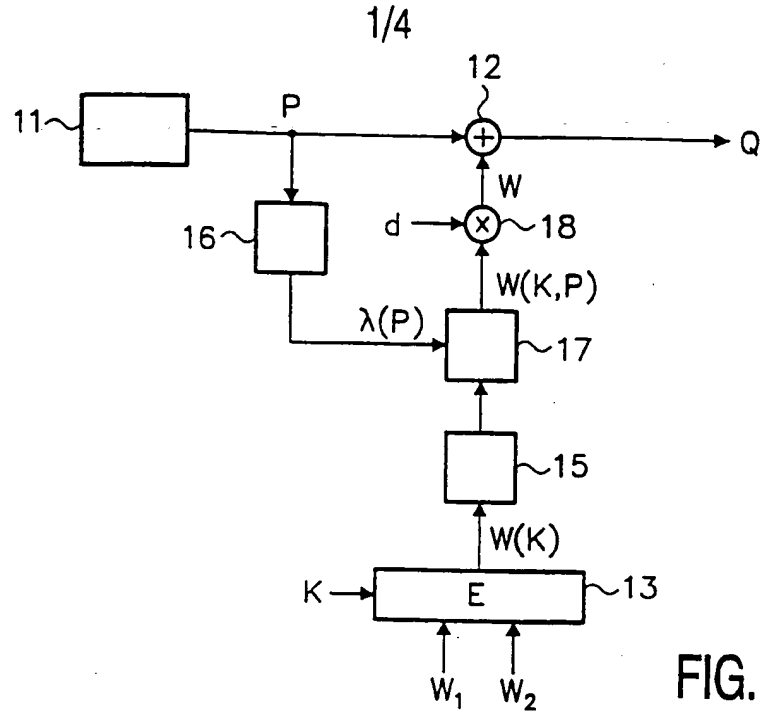 1/4
12
11
P
+
Q
W
16
d
x
18
W(K,P)
λ(P)
17
15
W(K)
K
E
13
W₁
W₂
FIG.